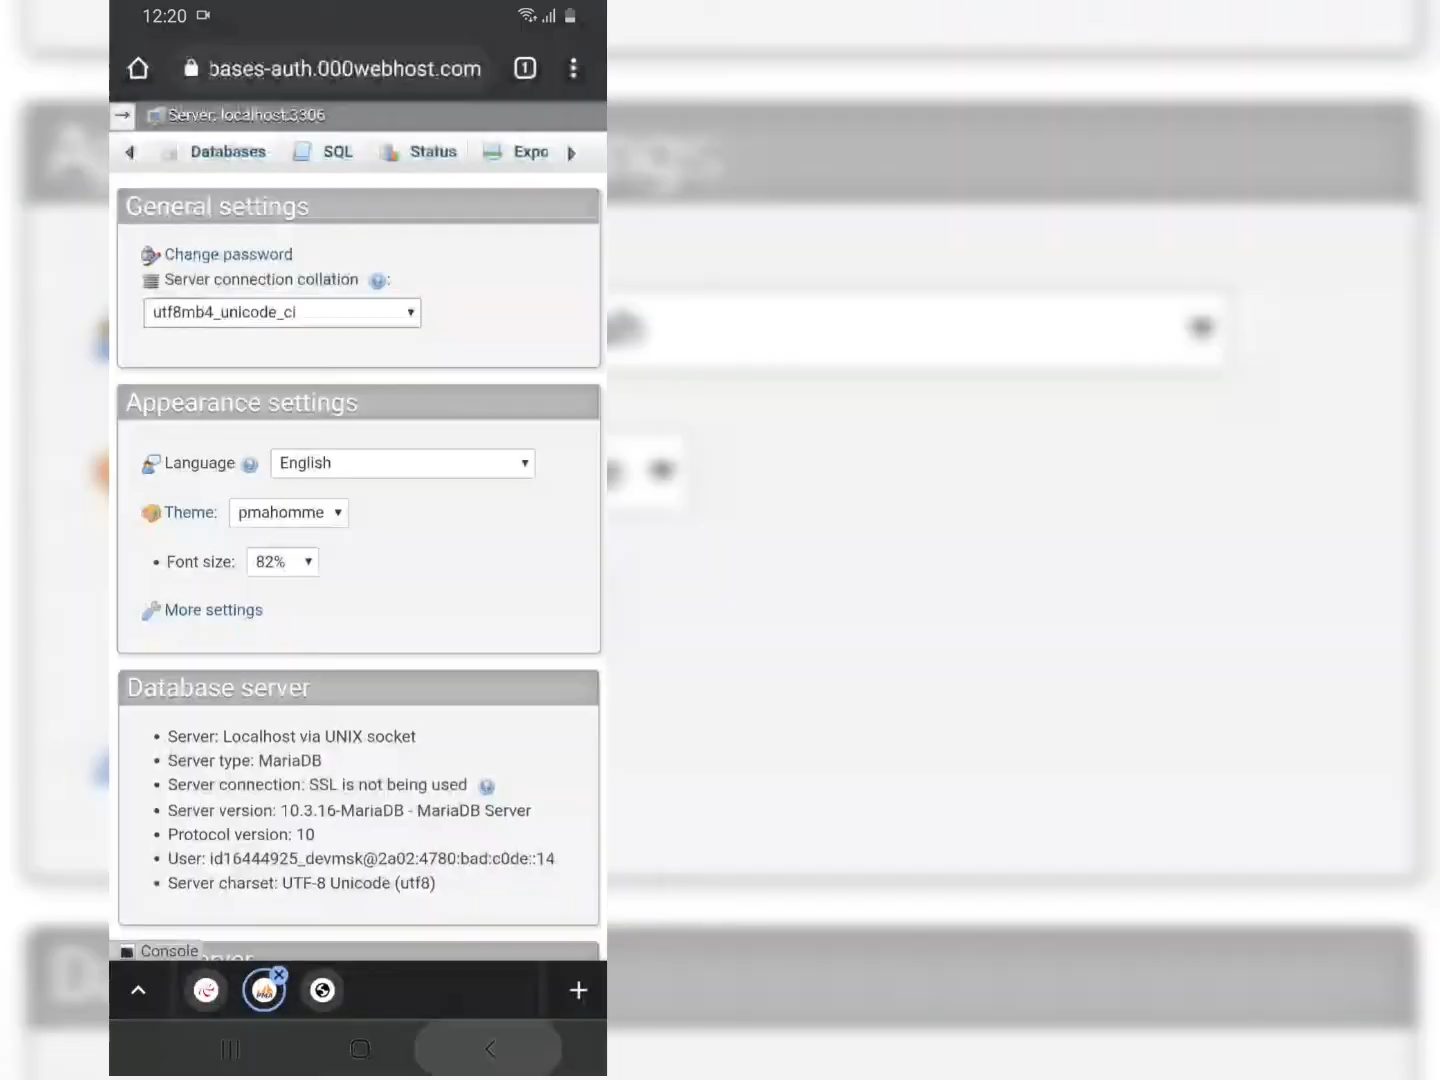 12:20
bases-auth.000webhost.com
1
Server: localhost:3306
Databases SQL Status Expo
General settings
Change password
Server connection collation :
utf8mb4_unicode_ci
Appearance settings
Language English
Theme: pmahomme
• Font size: 82%
More settings
Database server
• Server: Localhost via UNIX socket
• Server type: MariaDB
• Server connection: SSL is not being used
• Server version: 10.3.16-MariaDB - MariaDB Server
• Protocol version: 10
• User: id16444925_devmsk@2a02:4780:bad:c0de::14
• Server charset: UTF-8 Unicode (utf8)
Console